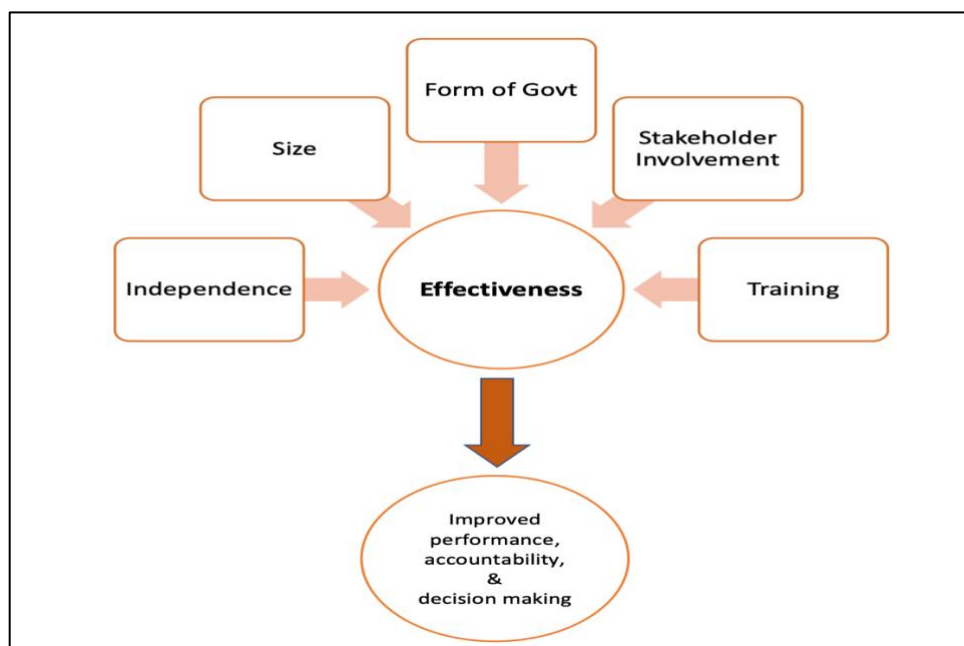 Form of Govt
Size
Stakeholder
Involvement
Independence
Effectiveness
Training
Improved
performance,
accountability,
&
decision making